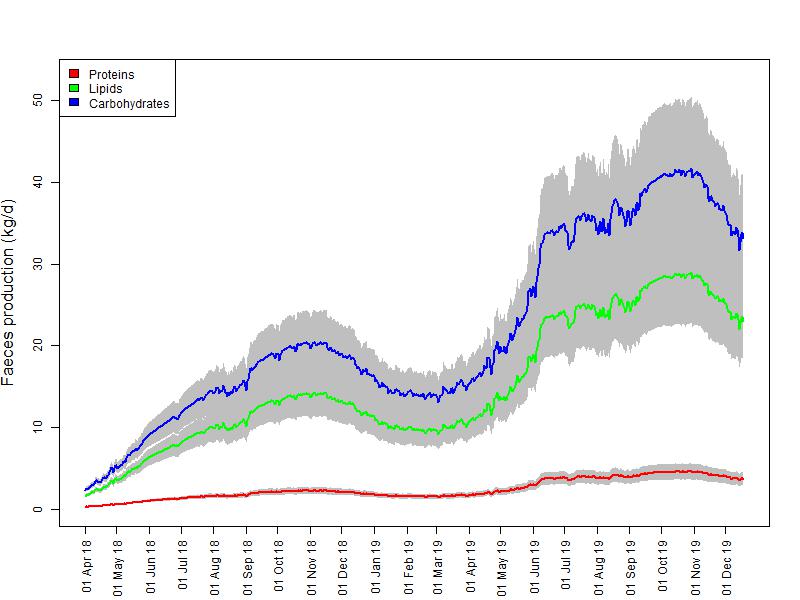 Proteins
Lipids
Carbohydrates
Faeces production (kg/d)
50
40
30
20
10
0
01 Apr 18
01 May 18
01 Jun 18
01 Jul 18
01 Aug 18
01 Sep 18
01 Oct 18
01 Nov 18
01 Dec 18
01 Jan 19
01 Feb 19
01 Mar 19
01 Apr 19
01 May 19
01 Jun 19
01 Jul 19
01 Aug 19
01 Sep 19
01 Oct 19
01 Nov 19
01 Dec 19